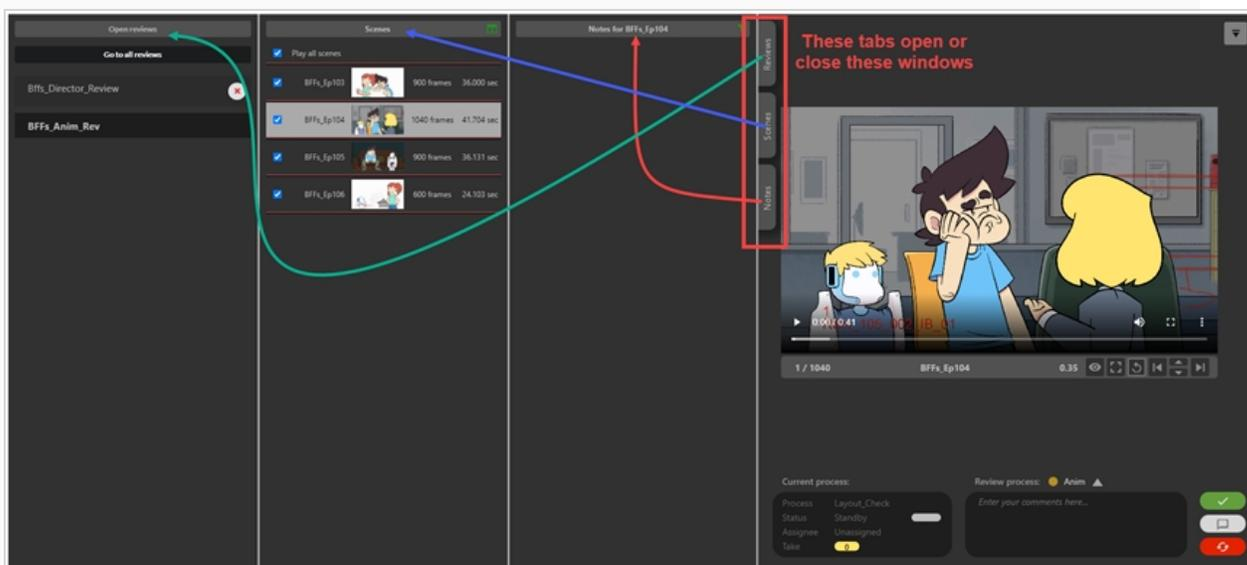 Open reviews
Go to all reviews
Bffs_Director_Review
BFFs_Anim_Rev
Scenes
Play all scenes
BFFs_Ep103 900 frames 36.000 sec
BFFs_Ep104 1040 frames 41.704 sec
BFFs_Ep105 900 frames 36.131 sec
BFFs_Ep106 600 frames 24.103 sec
Notes for BFFs_Ep104
Reviews
Scenes
Notes
These tabs open or
close these windows
0:00 / 0:41
1 / 1040 BFFs_Ep104 0.35
Current process:
Process Layout_Check
Status Standby
Assignee Unassigned
Take 0
Review process: Anim
Enter your comments here...